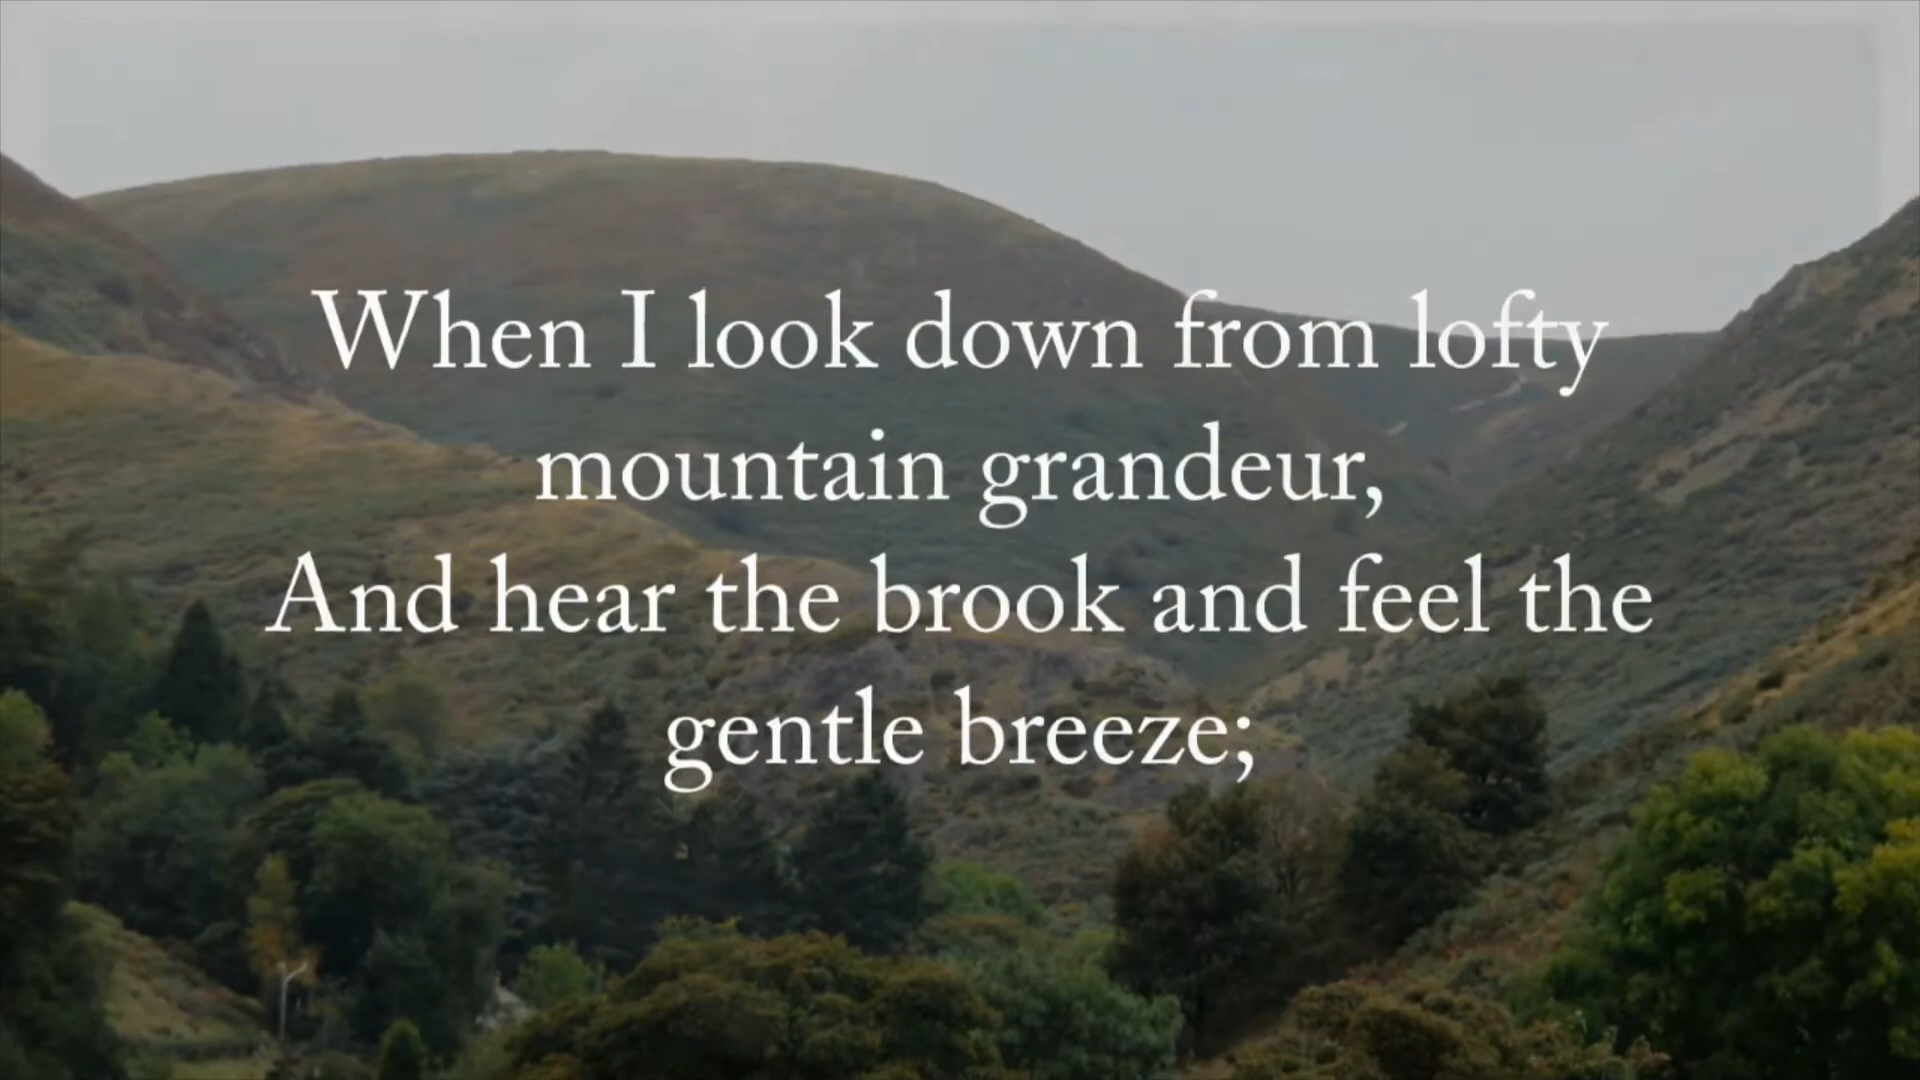 When I look down from lofty
mountain grandeur,
And hear the brook and feel the
gentle breeze;